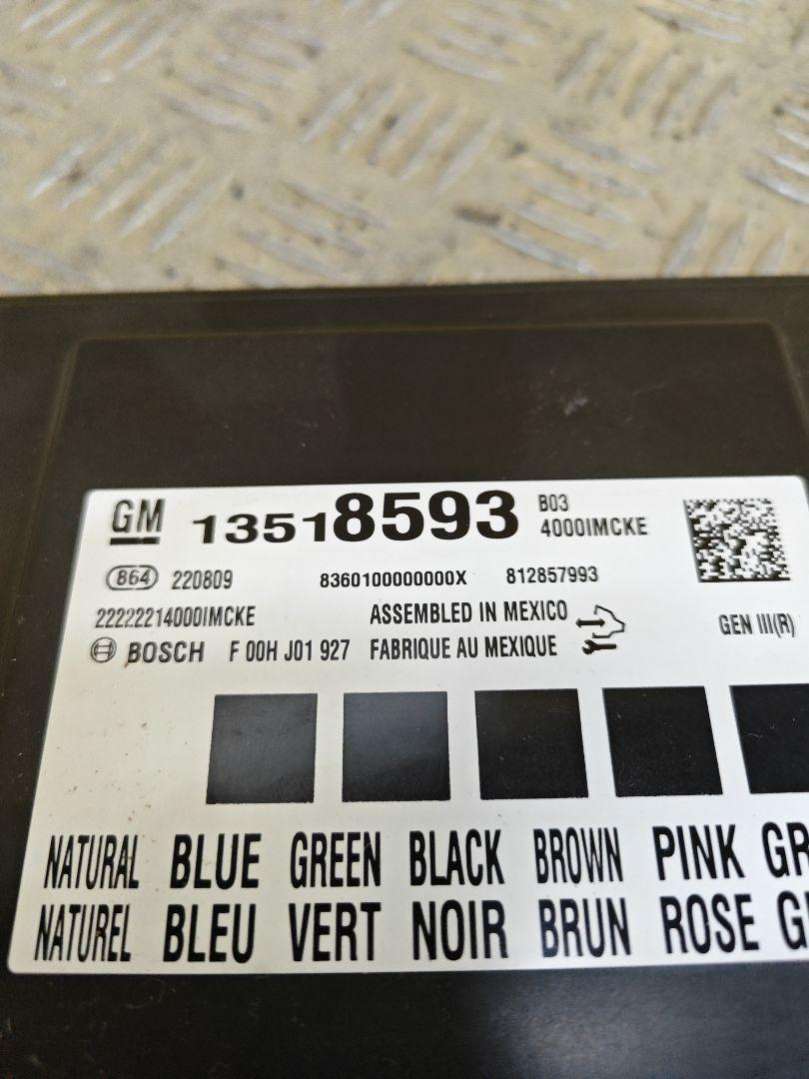 GM 13518593 B03
4000IMCKE
B64 220809 8360100000000X 812857993
22222214000IMCKE ASSEMBLED IN MEXICO
BOSCH F 00H J01 927 FABRIQUE AU MEXIQUE
GEN III(R)
NATURAL BLUE GREEN BLACK BROWN PINK GR
NATUREL BLEU VERT NOIR BRUN ROSE G